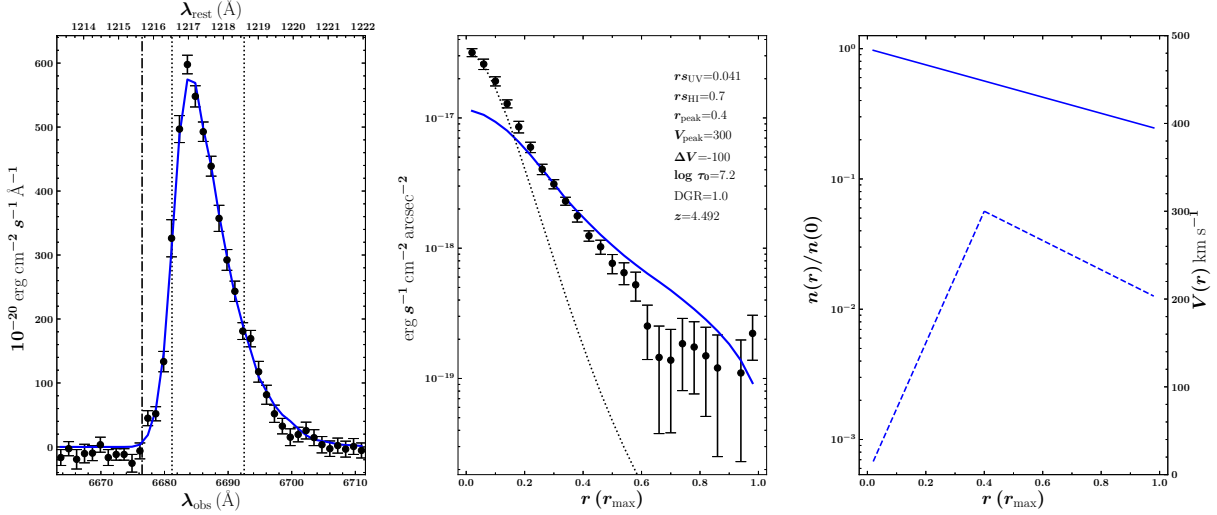 λrest (Å)
1214 1215 1216 1217 1218 1219 1220 1221 1222
600
500
400
300
200
100
0
10⁻²⁰ erg cm⁻² s⁻¹ Å⁻¹
6670 6680 6690 6700 6710
λobs (Å)
10⁻¹⁷
10⁻¹⁸
10⁻¹⁹
erg s⁻¹ cm⁻² arcsec⁻²
rsUV=0.041
rsHI=0.7
rpeak=0.4
Vpeak=300
ΔV=-100
log τ0=7.2
DGR=1.0
z=4.492
0.0 0.2 0.4 0.6 0.8 1.0
r (rmax)
10⁰
10⁻¹
10⁻²
10⁻³
n(r)/n(0)
0.0 0.2 0.4 0.6 0.8 1.0
r (rmax)
500
400
300
200
100
0
V(r) km s⁻¹